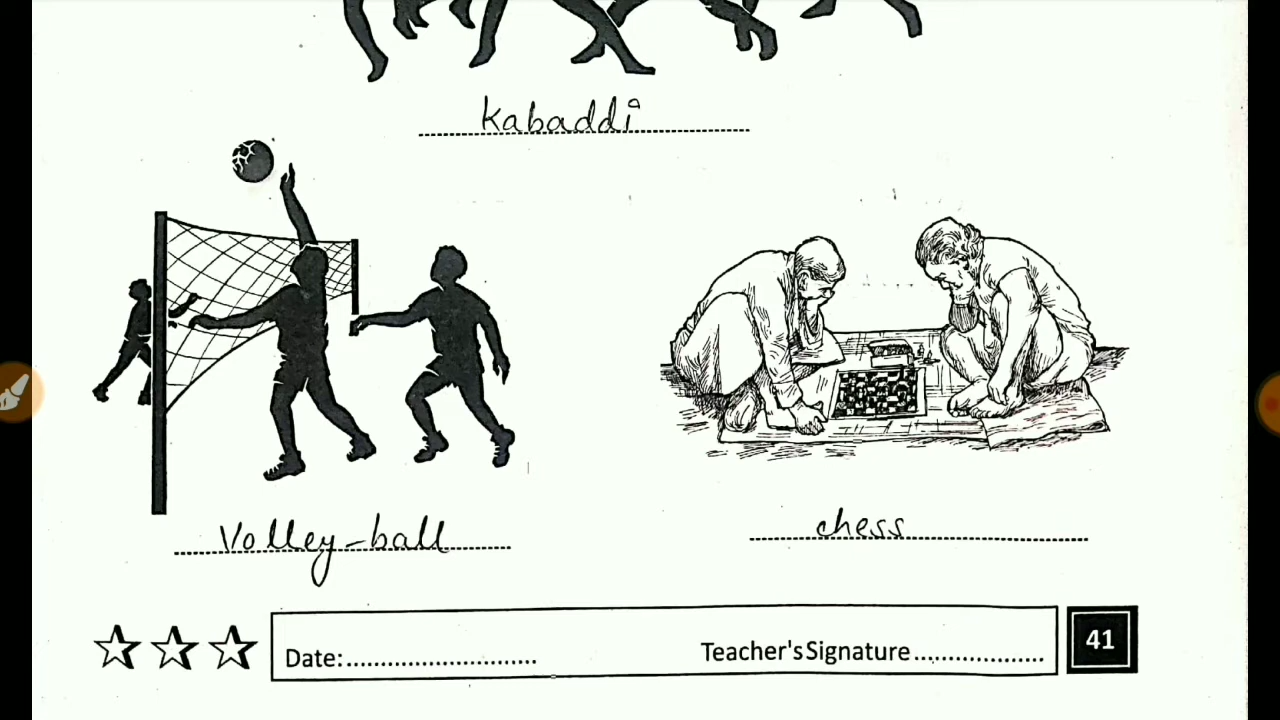 kabaddi
Volley-ball
chess
Date:...........................
Teacher's Signature...................
41